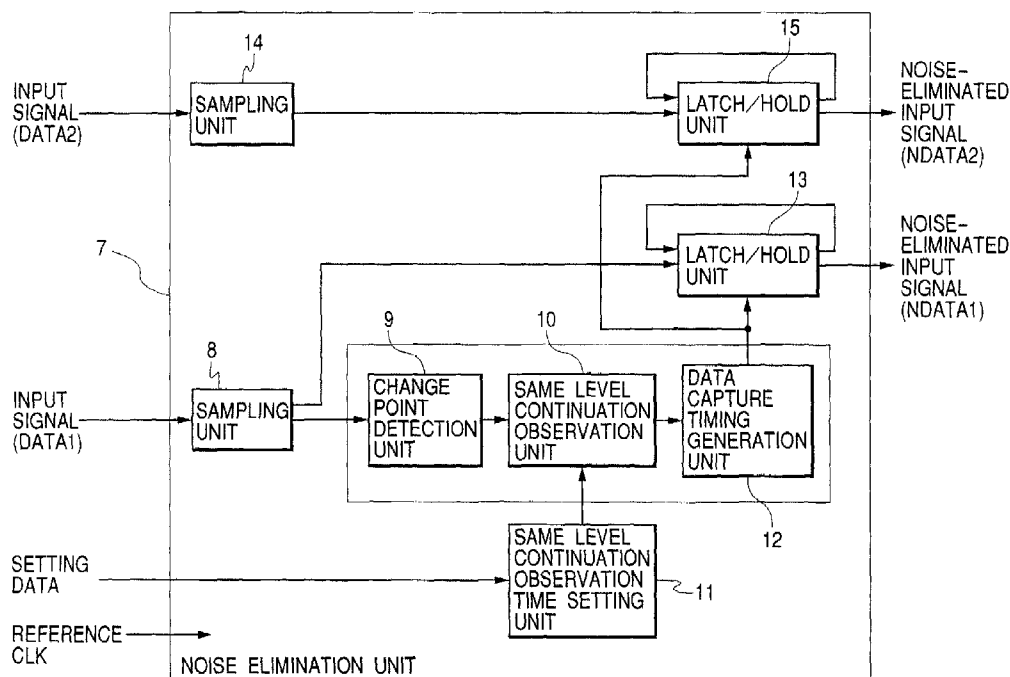 14
15
INPUT
SIGNAL
(DATA2)
SAMPLING
UNIT
LATCH/HOLD
UNIT
NOISE-
ELIMINATED
INPUT
SIGNAL
(NDATA2)
13
7
LATCH/HOLD
UNIT
NOISE-
ELIMINATED
INPUT
SIGNAL
(NDATA1)
8
9
10
INPUT
SIGNAL
(DATA1)
SAMPLING
UNIT
CHANGE
POINT
DETECTION
UNIT
SAME LEVEL
CONTINUATION
OBSERVATION
UNIT
DATA
CAPTURE
TIMING
GENERATION
UNIT
12
SETTING
DATA
SAME LEVEL
CONTINUATION
OBSERVATION
TIME SETTING
UNIT
11
REFERENCE
CLK
NOISE ELIMINATION UNIT